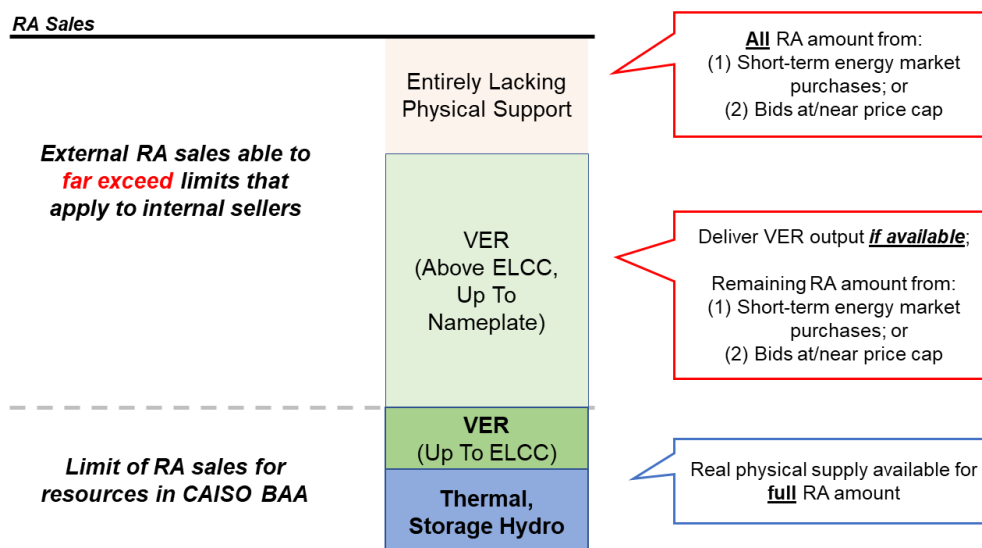 RA Sales
Entirely Lacking
Physical Support
All RA amount from:
(1) Short-term energy market
purchases; or
(2) Bids at/near price cap
External RA sales able to
far exceed limits that
apply to internal sellers
VER
(Above ELCC,
Up To
Nameplate)
Deliver VER output if available;
Remaining RA amount from:
(1) Short-term energy market
purchases; or
(2) Bids at/near price cap
Limit of RA sales for
resources in CAISO BAA
VER
(Up To ELCC)
Thermal,
Storage Hydro
Real physical supply available for
full RA amount